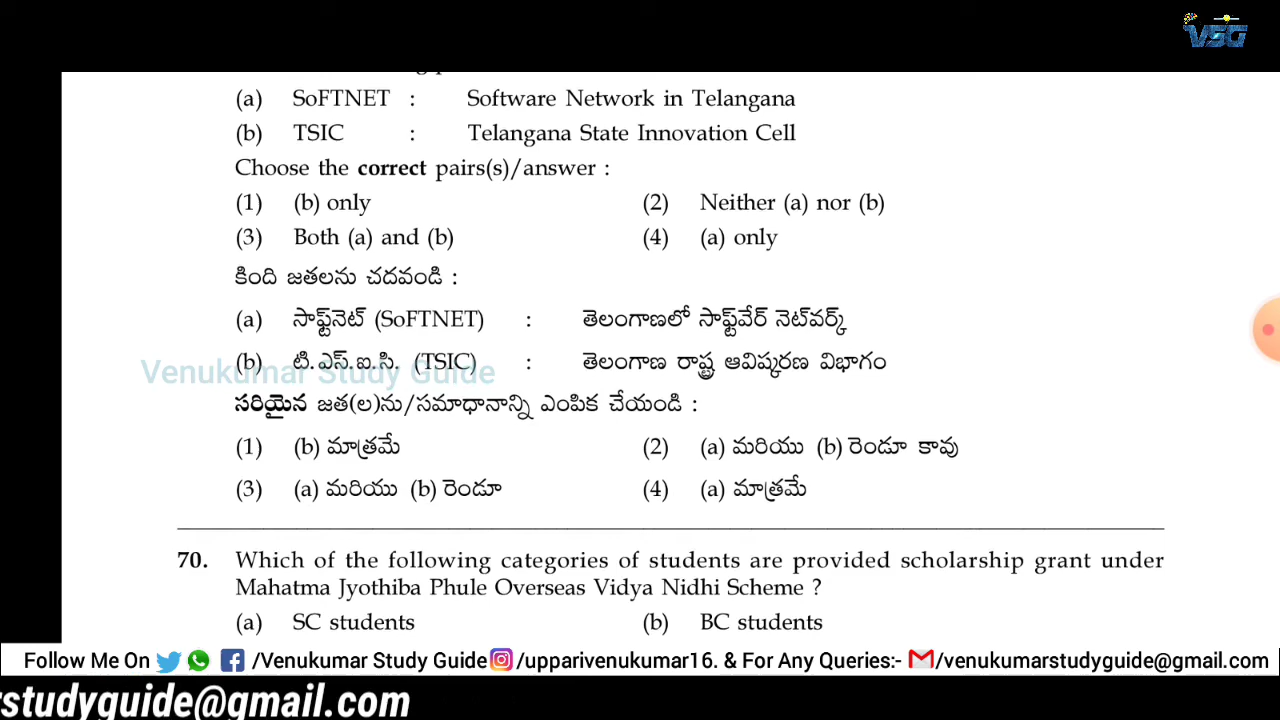 VSG
(a) SoFTNET : Software Network in Telangana
(b) TSIC : Telangana State Innovation Cell
Choose the correct pairs(s)/answer :
(1) (b) only (2) Neither (a) nor (b)
(3) Both (a) and (b) (4) (a) only
కింది జతలను చదవండి :
(a) సాఫ్ట్‌నెట్ (SoFTNET) : తెలంగాణలో సాఫ్ట్‌వేర్ నెట్‌వర్క్
(b) టి.ఎస్.ఐ.సి. (TSIC) : తెలంగాణ రాష్ట్ర ఆవిష్కరణ విభాగం
Venukumar Study Guide
సరియైన జత(ల)ను/సమాధానాన్ని ఎంపిక చేయండి :
(1) (b) మాత్రమే (2) (a) మరియు (b) రెండూ కావు
(3) (a) మరియు (b) రెండూ (4) (a) మాత్రమే
70. Which of the following categories of students are provided scholarship grant under
Mahatma Jyothiba Phule Overseas Vidya Nidhi Scheme ?
(a) SC students (b) BC students
Follow Me On /Venukumar Study Guide /upparivenukumar16. & For Any Queries:- /venukumarstudyguide@gmail.com
rstudyguide@gmail.com